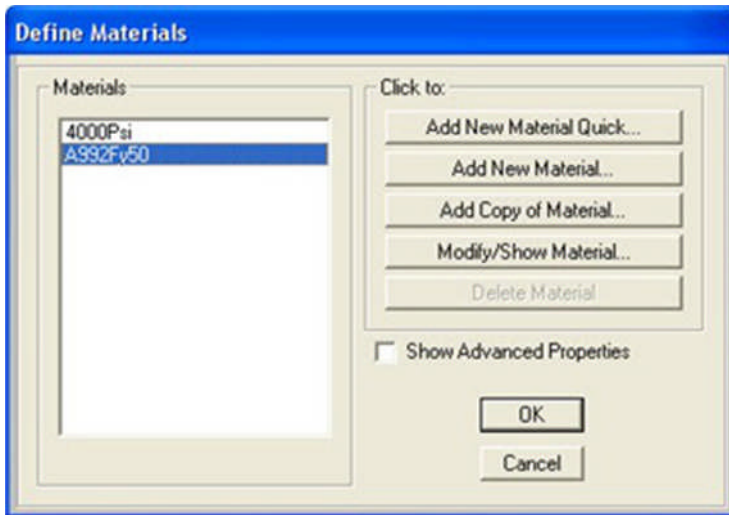 Define Materials
Materials
4000Psi
A992Fy50
Click to:
Add New Material Quick...
Add New Material...
Add Copy of Material...
Modify/Show Material...
Delete Material
Show Advanced Properties
OK
Cancel